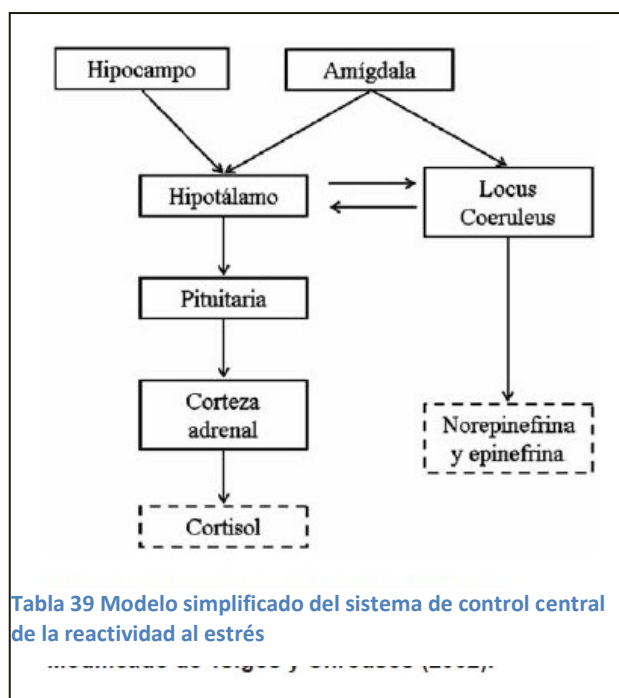 Hipocampo
Amígdala
Hipotálamo
Locus
Coeruleus
Pituitaria
Corteza
adrenal
Norepinefrina
y epinefrina
Cortisol
Tabla 39 Modelo simplificado del sistema de control central
de la reactividad al estrés